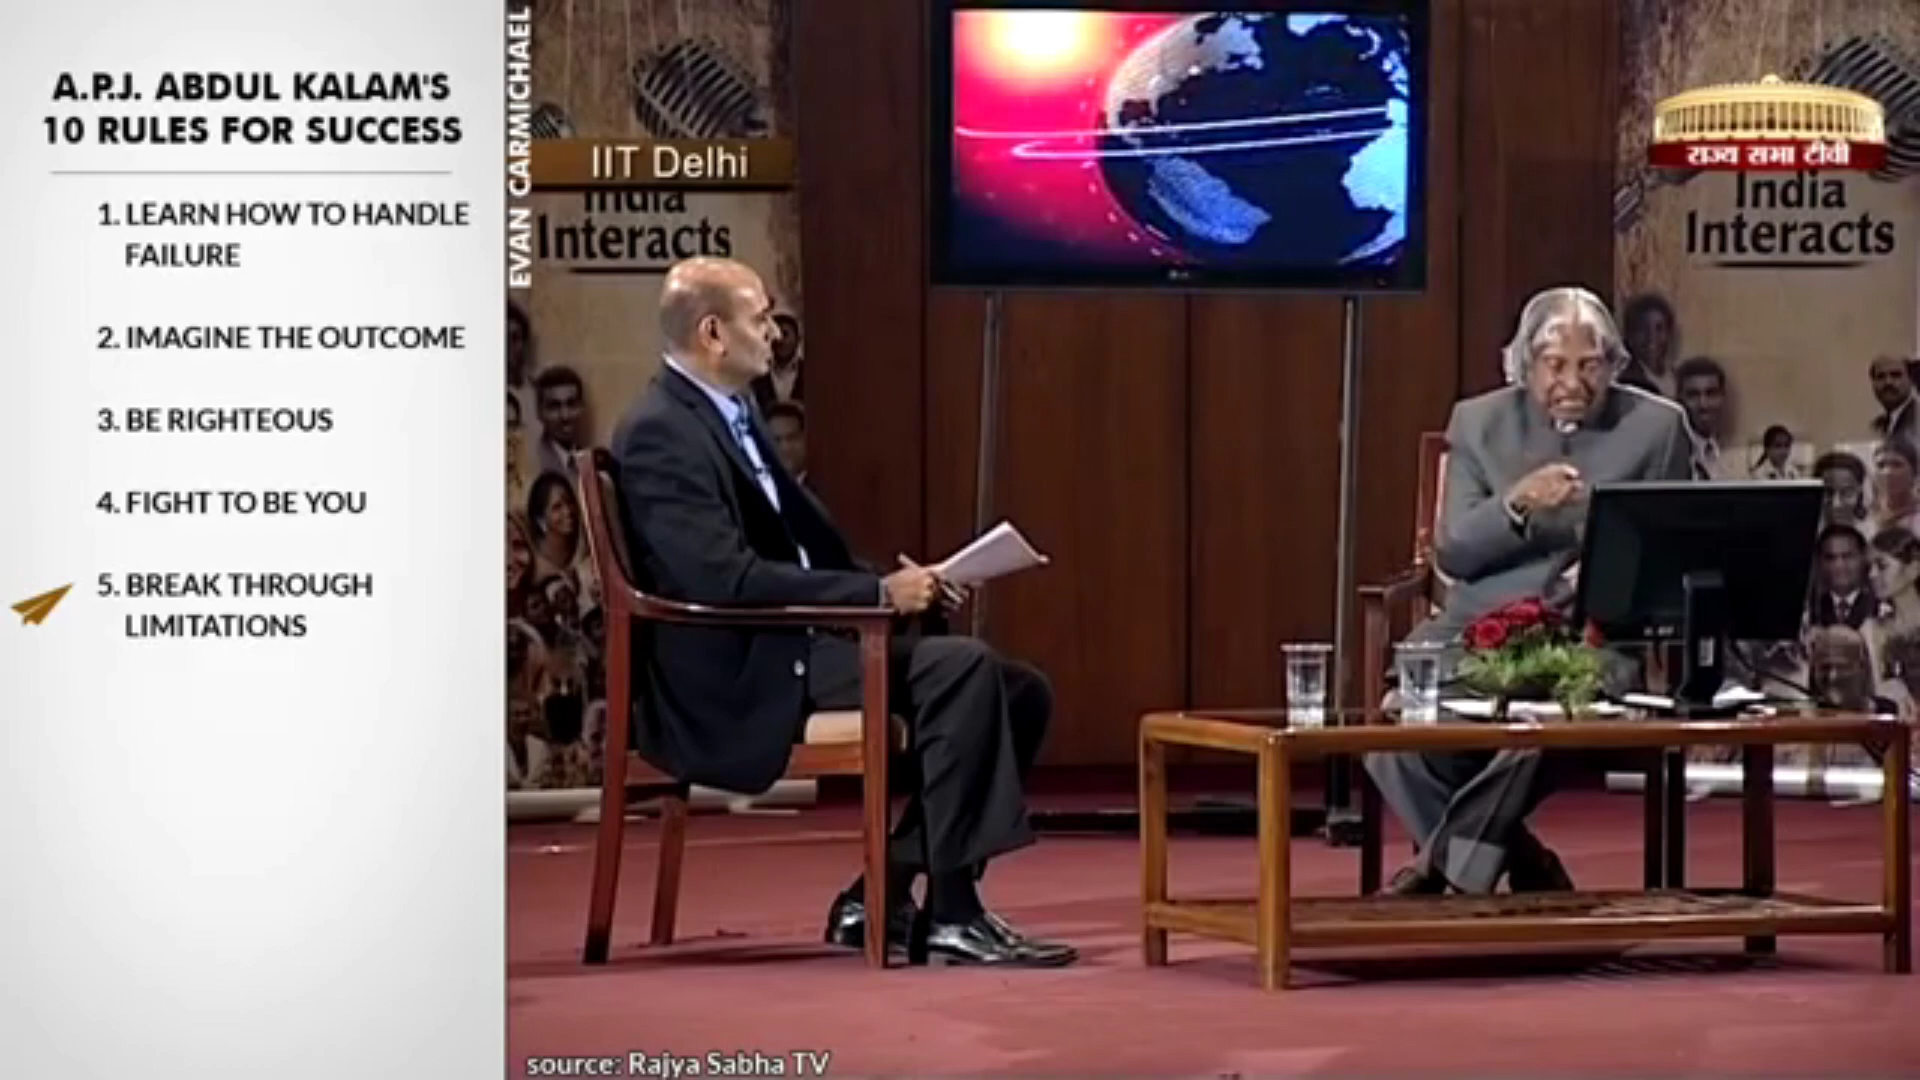 A.P.J. ABDUL KALAM'S
10 RULES FOR SUCCESS
1. LEARN HOW TO HANDLE
FAILURE
2. IMAGINE THE OUTCOME
3. BE RIGHTEOUS
4. FIGHT TO BE YOU
5. BREAK THROUGH
LIMITATIONS
EVAN CARMICHAEL
IIT Delhi
India
Interacts
राज्य सभा टीवी
India
Interacts
source: Rajya Sabha TV